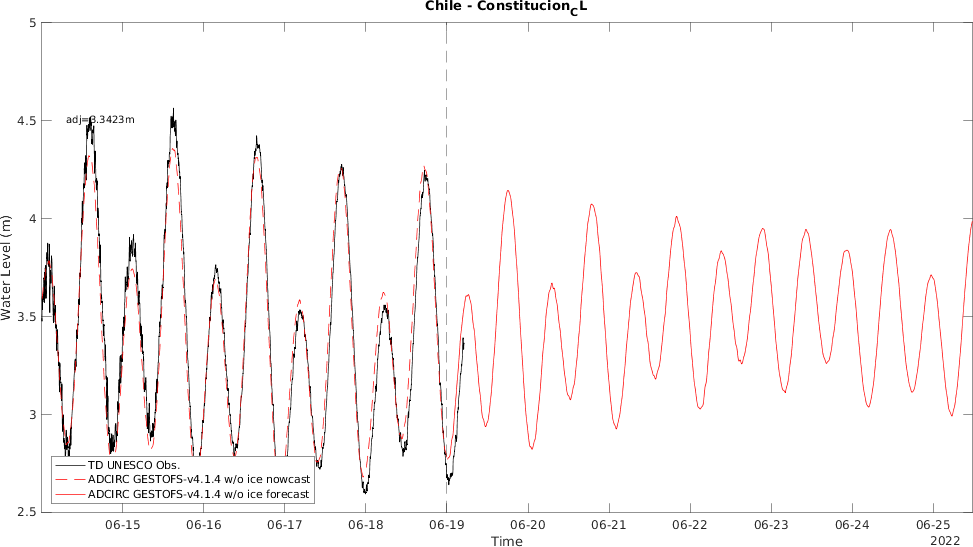 Chile - Constitucion_CL
5
4.5
4
3.5
3
2.5
Water Level (m)
adj=3.3423m
TD UNESCO Obs.
ADCIRC GESTOFS-v4.1.4 w/o ice nowcast
ADCIRC GESTOFS-v4.1.4 w/o ice forecast
06-15 06-16 06-17 06-18 06-19 06-20 06-21 06-22 06-23 06-24 06-25
Time
2022